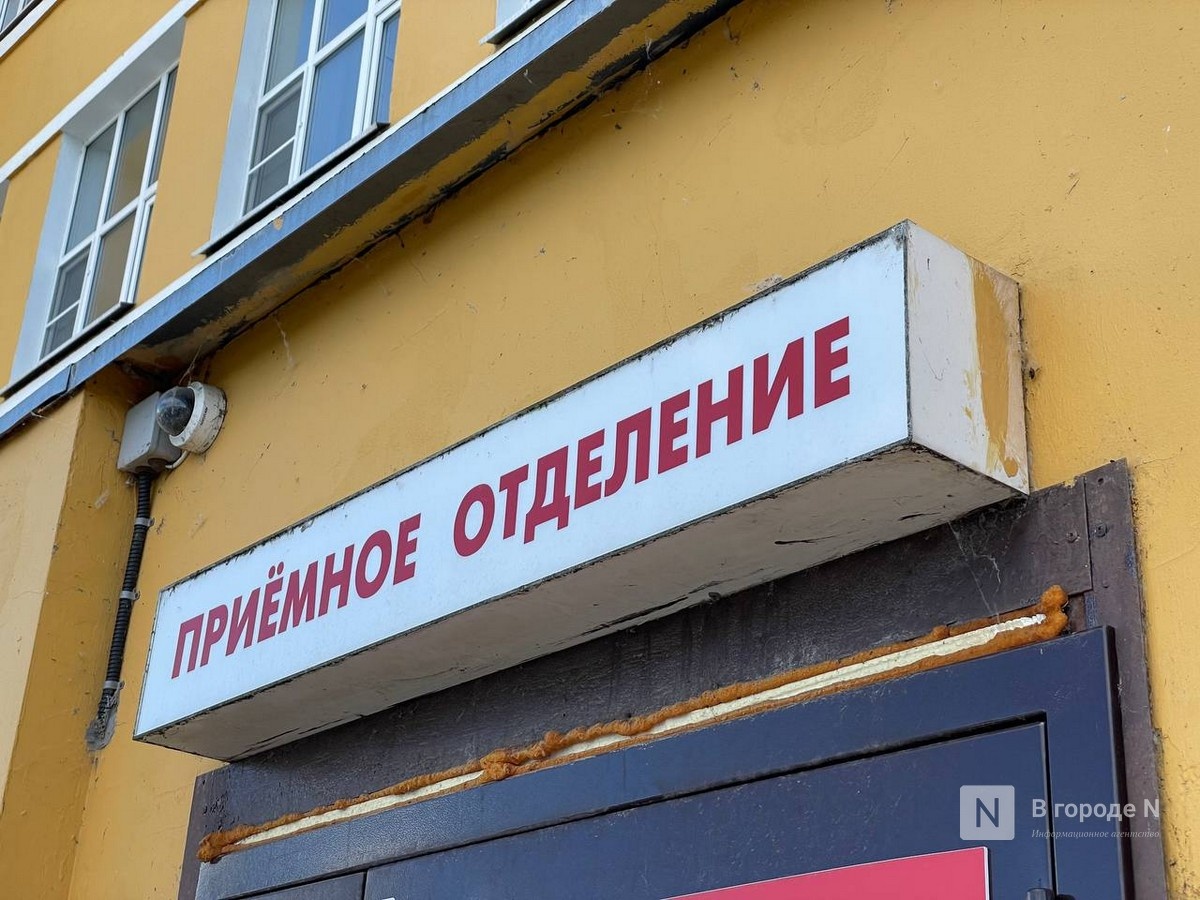 ПРИЁМНОЕ ОТДЕЛЕНИЕ
N В городе N
Информационное агентство